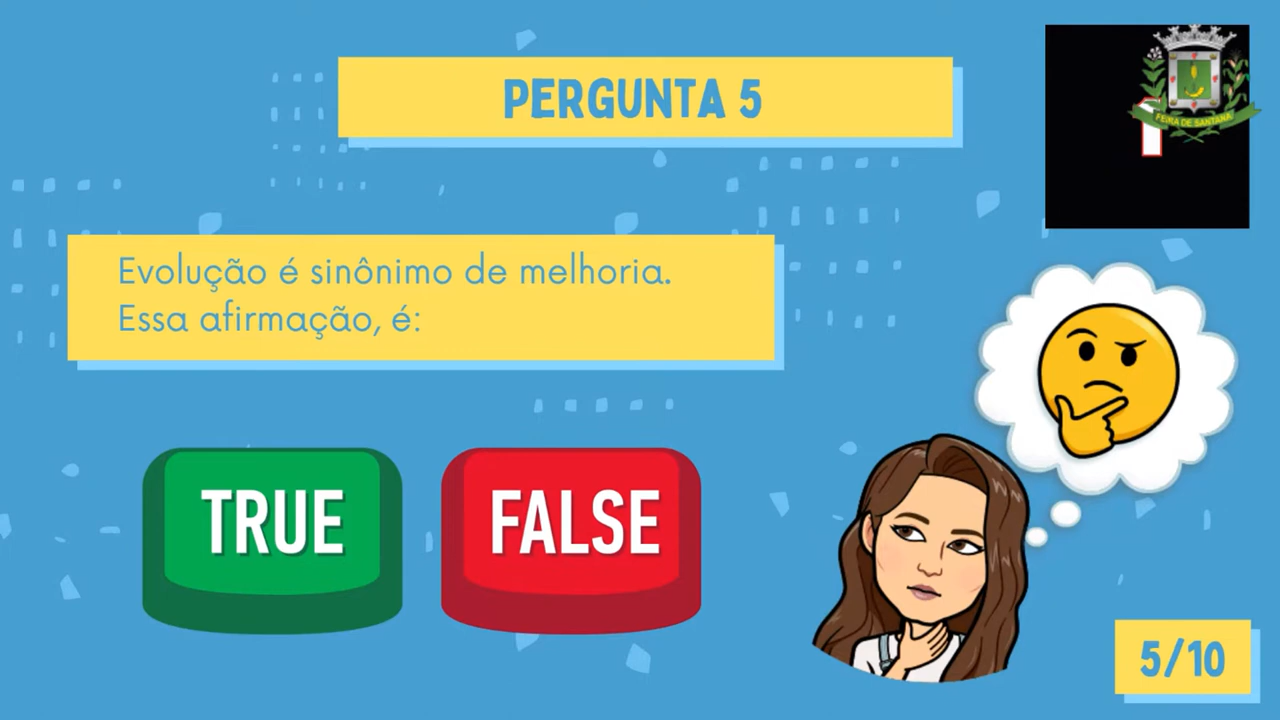 PERGUNTA 5
FEIRA DE SANTANA
Evolução é sinônimo de melhoria.
Essa afirmação, é:
TRUE
FALSE
5/10